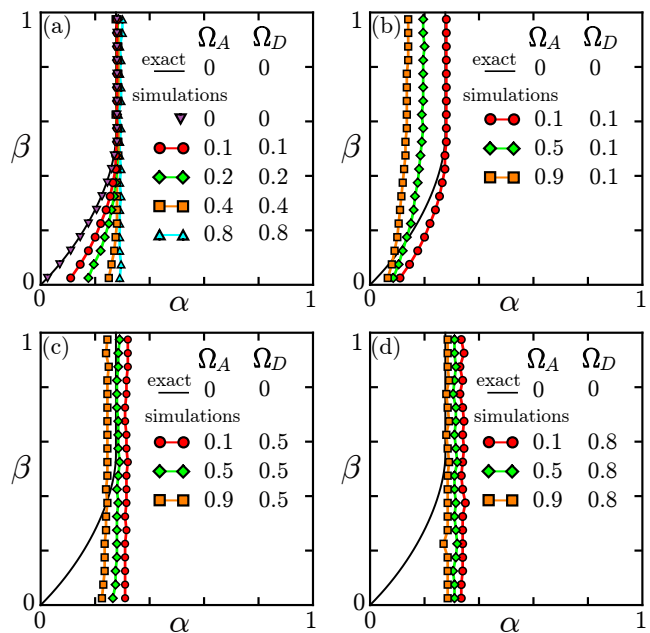 (a) Ω_A Ω_D
1
exact 0 0
simulations
0 0
0.1 0.1
0.2 0.2
0.4 0.4
0.8 0.8
β
0
0 α 1
(b) Ω_A Ω_D
1
exact 0 0
simulations
0.1 0.1
0.5 0.1
0.9 0.1
β
0
0 α 1
(c) Ω_A Ω_D
1
exact 0 0
simulations
0.1 0.5
0.5 0.5
0.9 0.5
β
0
0 α 1
(d) Ω_A Ω_D
1
exact 0 0
simulations
0.1 0.8
0.5 0.8
0.9 0.8
β
0
0 α 1